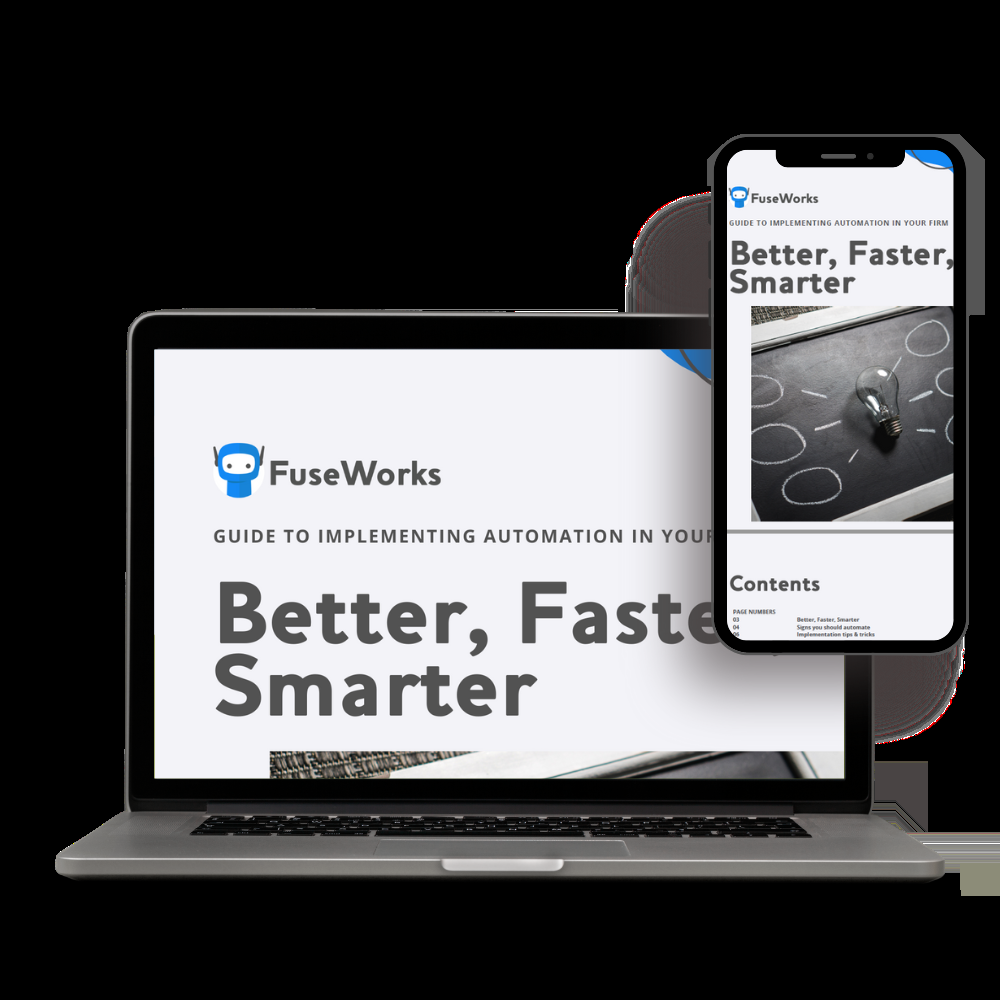 FuseWorks
GUIDE TO IMPLEMENTING AUTOMATION IN YOUR
Better, Faste
Smarter
FuseWorks
GUIDE TO IMPLEMENTING AUTOMATION IN YOUR FIRM
Better, Faster,
Smarter
Contents
PAGE NUMBERS
03 Better, Faster, Smarter
04 Signs you should automate
06 Implementation tips & tricks